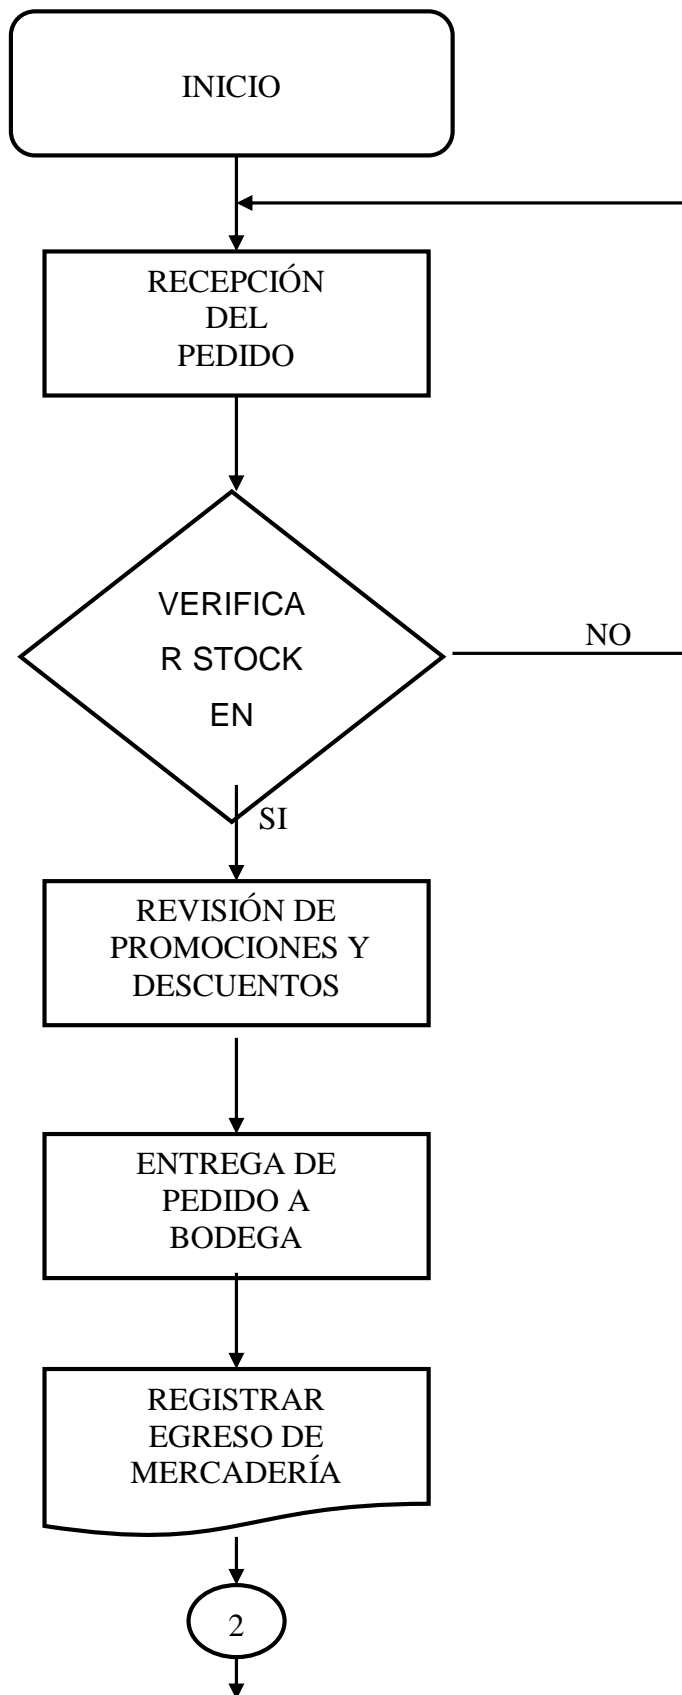 INICIO
RECEPCIÓN
DEL
PEDIDO
VERIFICA
R STOCK
EN
NO
SI
REVISIÓN DE
PROMOCIONES Y
DESCUENTOS
ENTREGA DE
PEDIDO A
BODEGA
REGISTRAR
EGRESO DE
MERCADERÍA
2